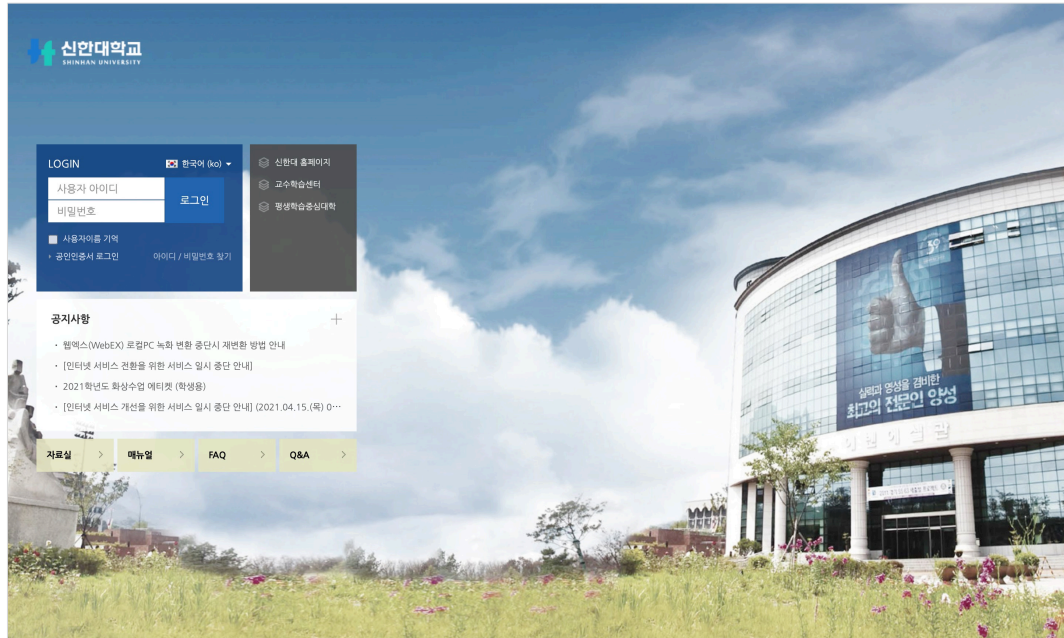 신한대학교
SHINHAN UNIVERSITY
LOGIN
한국어 (ko)
사용자 아이디
비밀번호
로그인
사용자이름 기억
공인인증서 로그인
아이디 / 비밀번호 찾기
신한대 홈페이지
교수학습센터
평생학습중심대학
공지사항
웹엑스(WebEX) 로컬PC 녹화 변환 중단시 재변환 방법 안내
[인터넷 서비스 전환을 위한 서비스 일시 중단 안내]
2021학년도 화상수업 에티켓 (학생용)
[인터넷 서비스 개선을 위한 서비스 일시 중단 안내] (2021.04.15.(목) 0…
자료실
매뉴얼
FAQ
Q&A
실력과 영성을 겸비한
최고의 전문인 양성